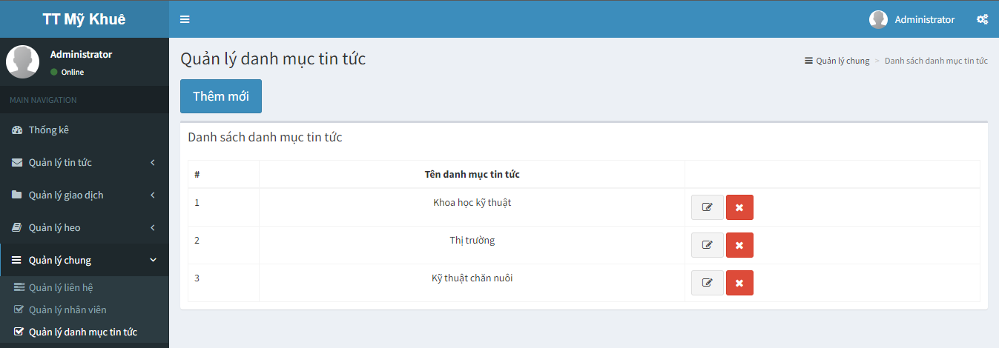 TT Mỹ Khuê
Administrator
Administrator
Online
MAIN NAVIGATION
Thống kê
Quản lý tin tức
Quản lý giao dịch
Quản lý heo
Quản lý chung
Quản lý liên hệ
Quản lý nhân viên
Quản lý danh mục tin tức
Quản lý danh mục tin tức
Quản lý chung > Danh sách danh mục tin tức
Thêm mới
Danh sách danh mục tin tức
# Tên danh mục tin tức
1 Khoa học kỹ thuật
2 Thị trường
3 Kỹ thuật chăn nuôi